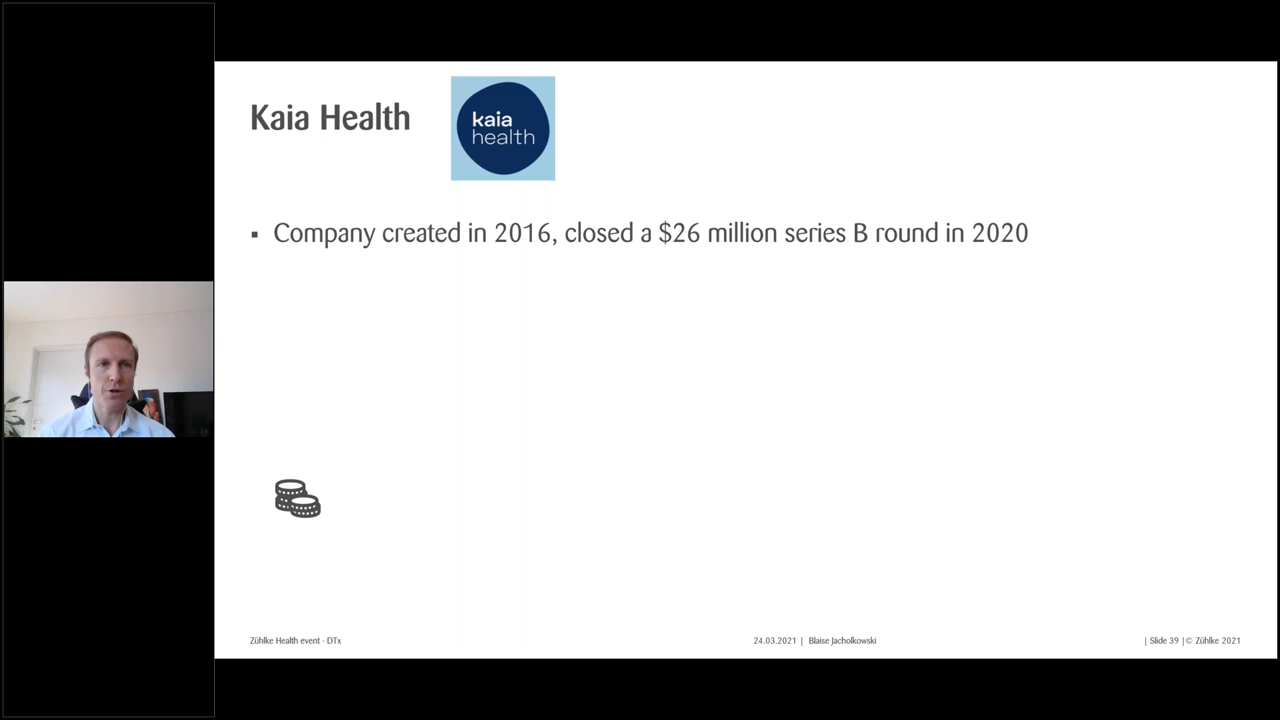 Kaia Health
kaia
health
▪ Company created in 2016, closed a $26 million series B round in 2020
Zühlke Health event - DTx
24.03.2021 | Blaise Jacholkowski
| Slide 39 | © Zühlke 2021